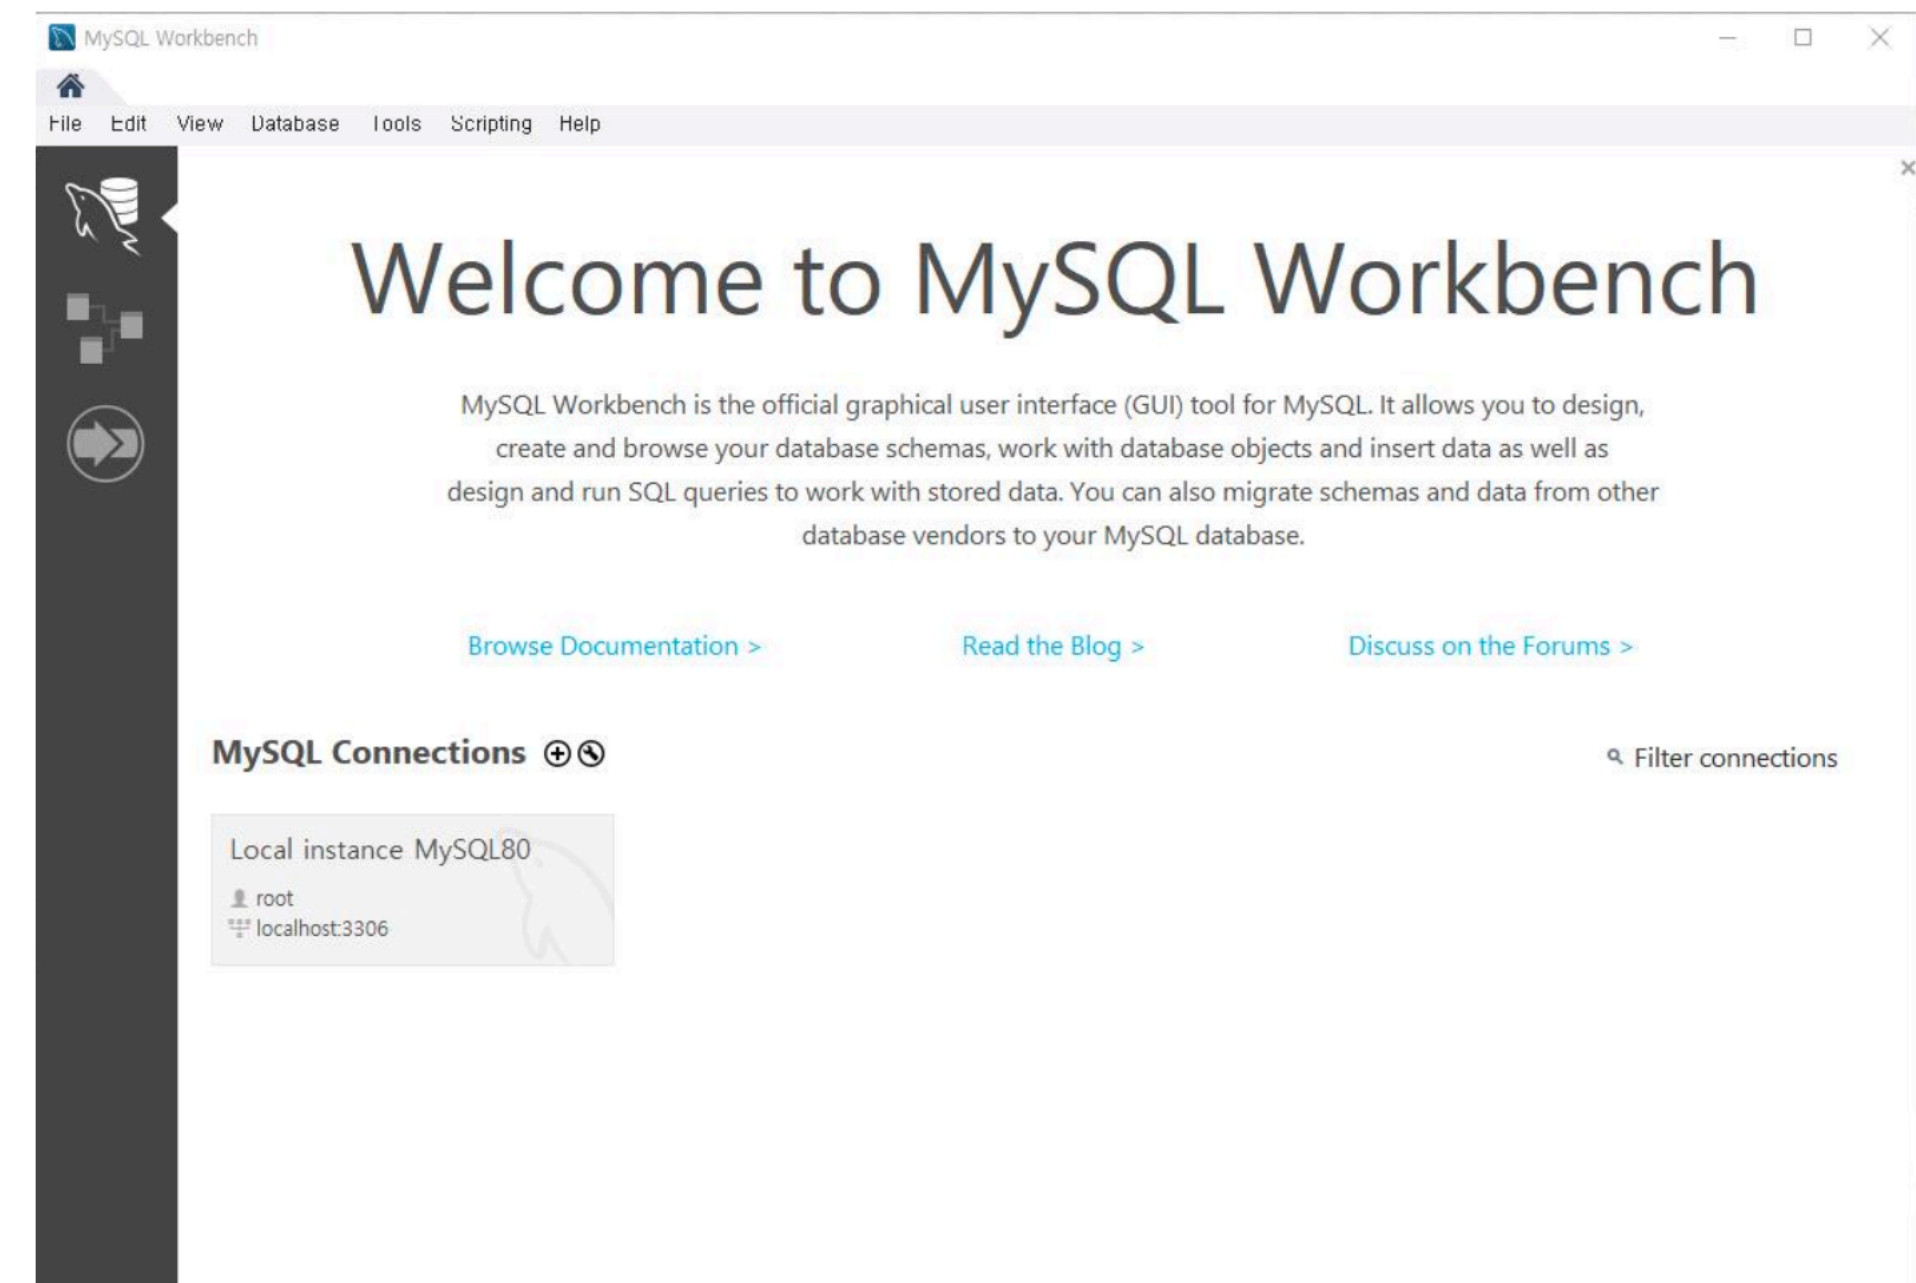 MySQL Workbench
File Edit View Database Tools Scripting Help
Welcome to MySQL Workbench
MySQL Workbench is the official graphical user interface (GUI) tool for MySQL. It allows you to design,
create and browse your database schemas, work with database objects and insert data as well as
design and run SQL queries to work with stored data. You can also migrate schemas and data from other
database vendors to your MySQL database.
Browse Documentation > Read the Blog > Discuss on the Forums >
MySQL Connections Filter connections
Local instance MySQL80
root
localhost:3306